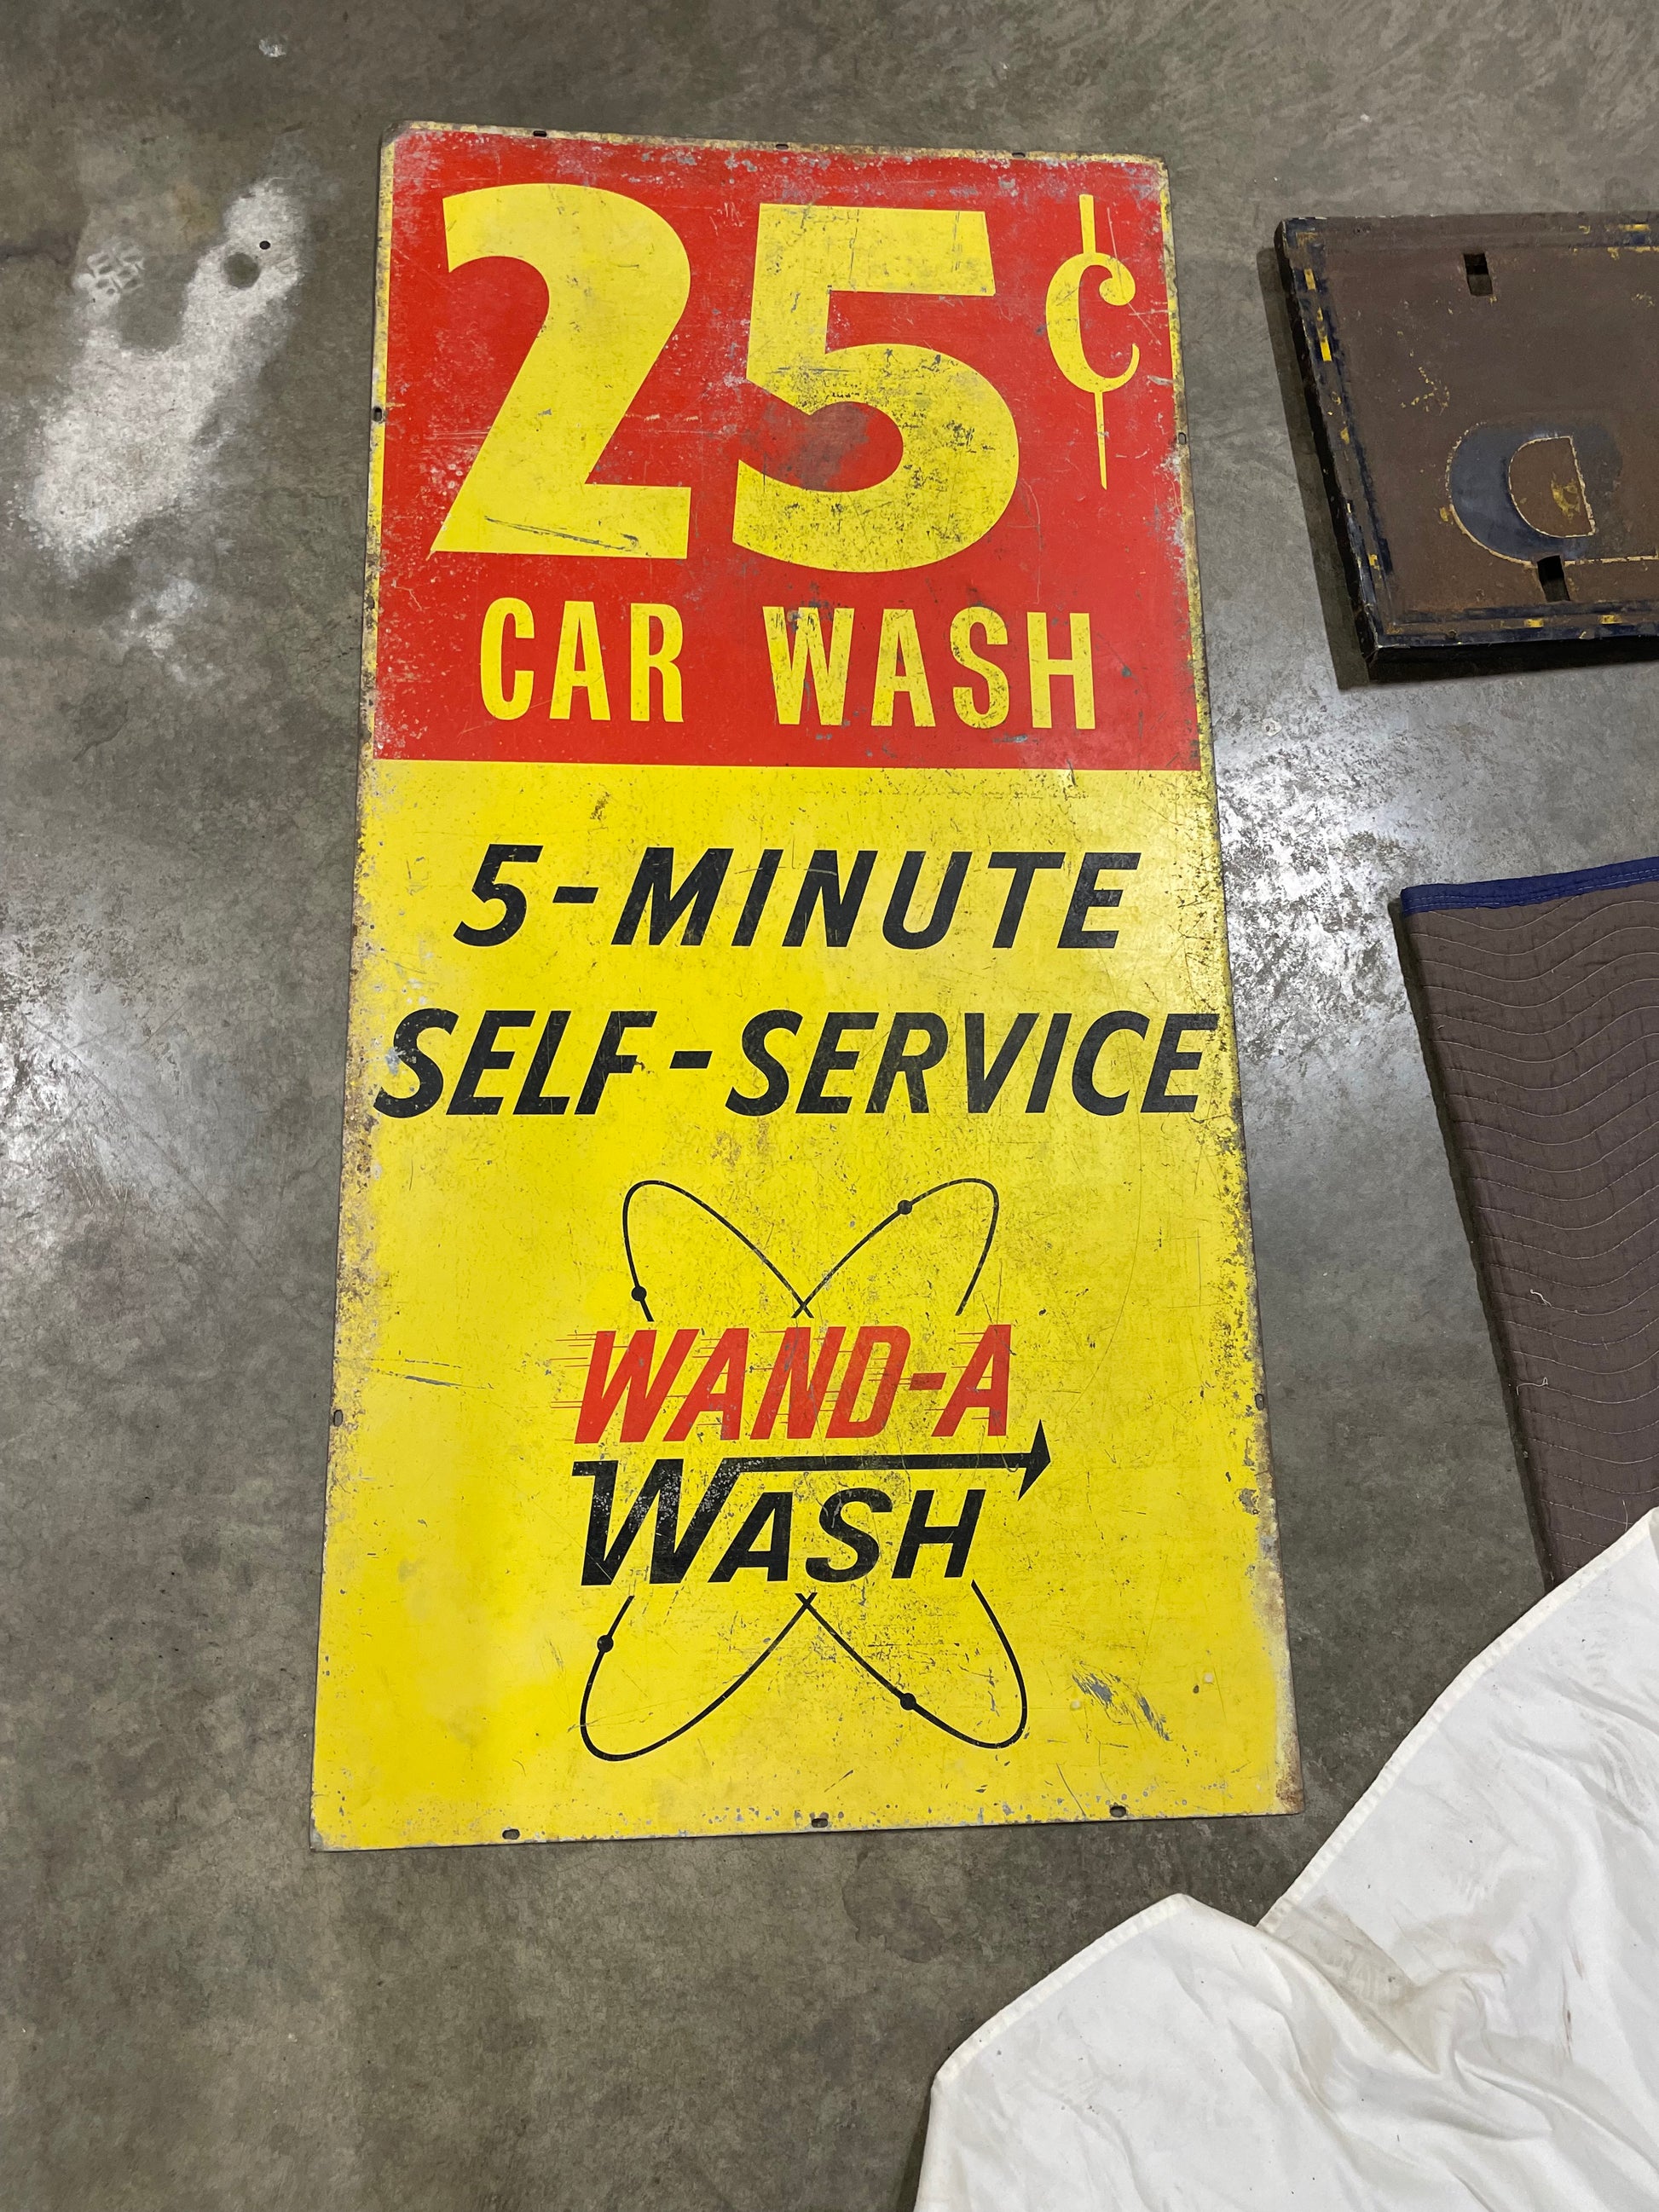 25¢
CAR WASH
5-MINUTE
SELF-SERVICE
WAND-A
WASH